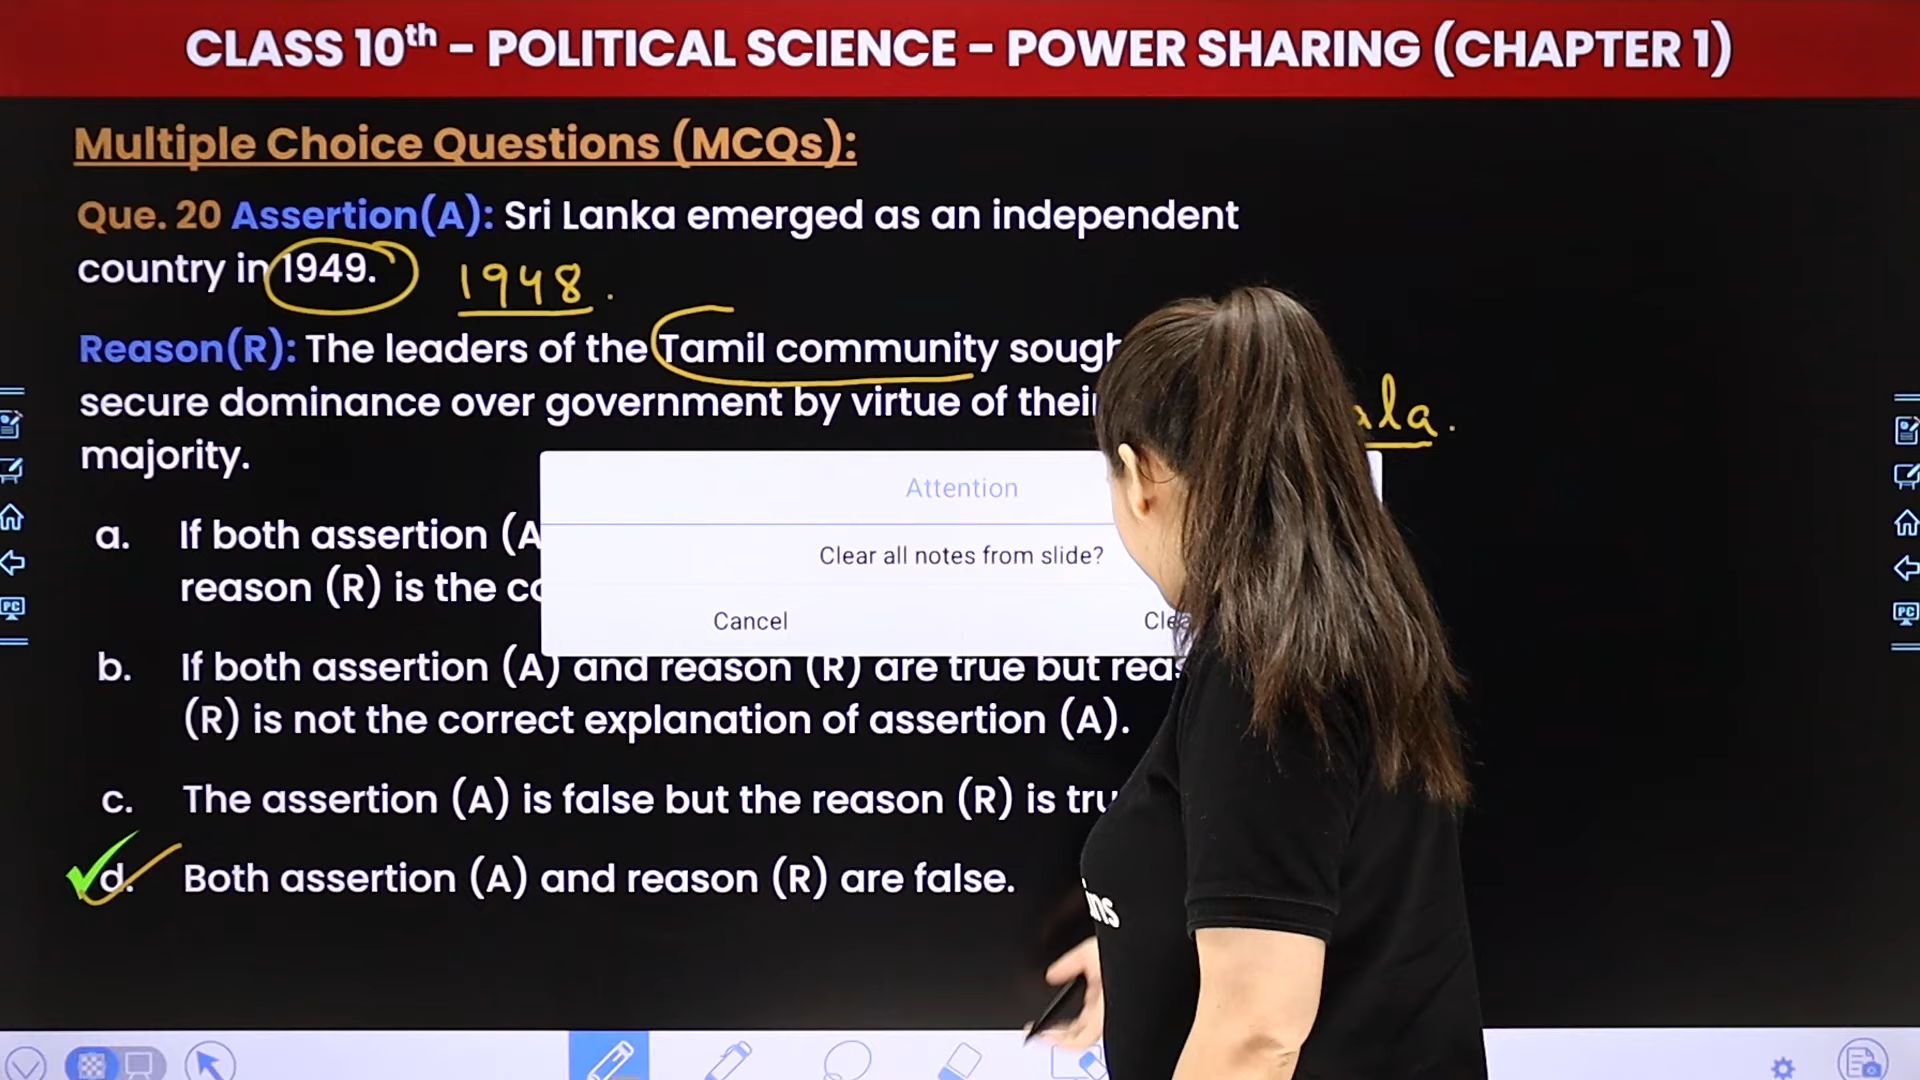 CLASS 10th - POLITICAL SCIENCE - POWER SHARING (CHAPTER 1)
Multiple Choice Questions (MCQs):
Que. 20 Assertion(A): Sri Lanka emerged as an independent
country in 1949. 1948.
Reason(R): The leaders of the Tamil community
secure dominance over government by virtue of
majority.
Attention
Clear all notes from slide?
Cancel
a. If both assertion
reason (R) is the
b. If both assertion (A) and reason (R) are true but
(R) is not the correct explanation of assertion (A).
c. The assertion (A) is false but the reason (R) is
d. Both assertion (A) and reason (R) are false.
PC
PC